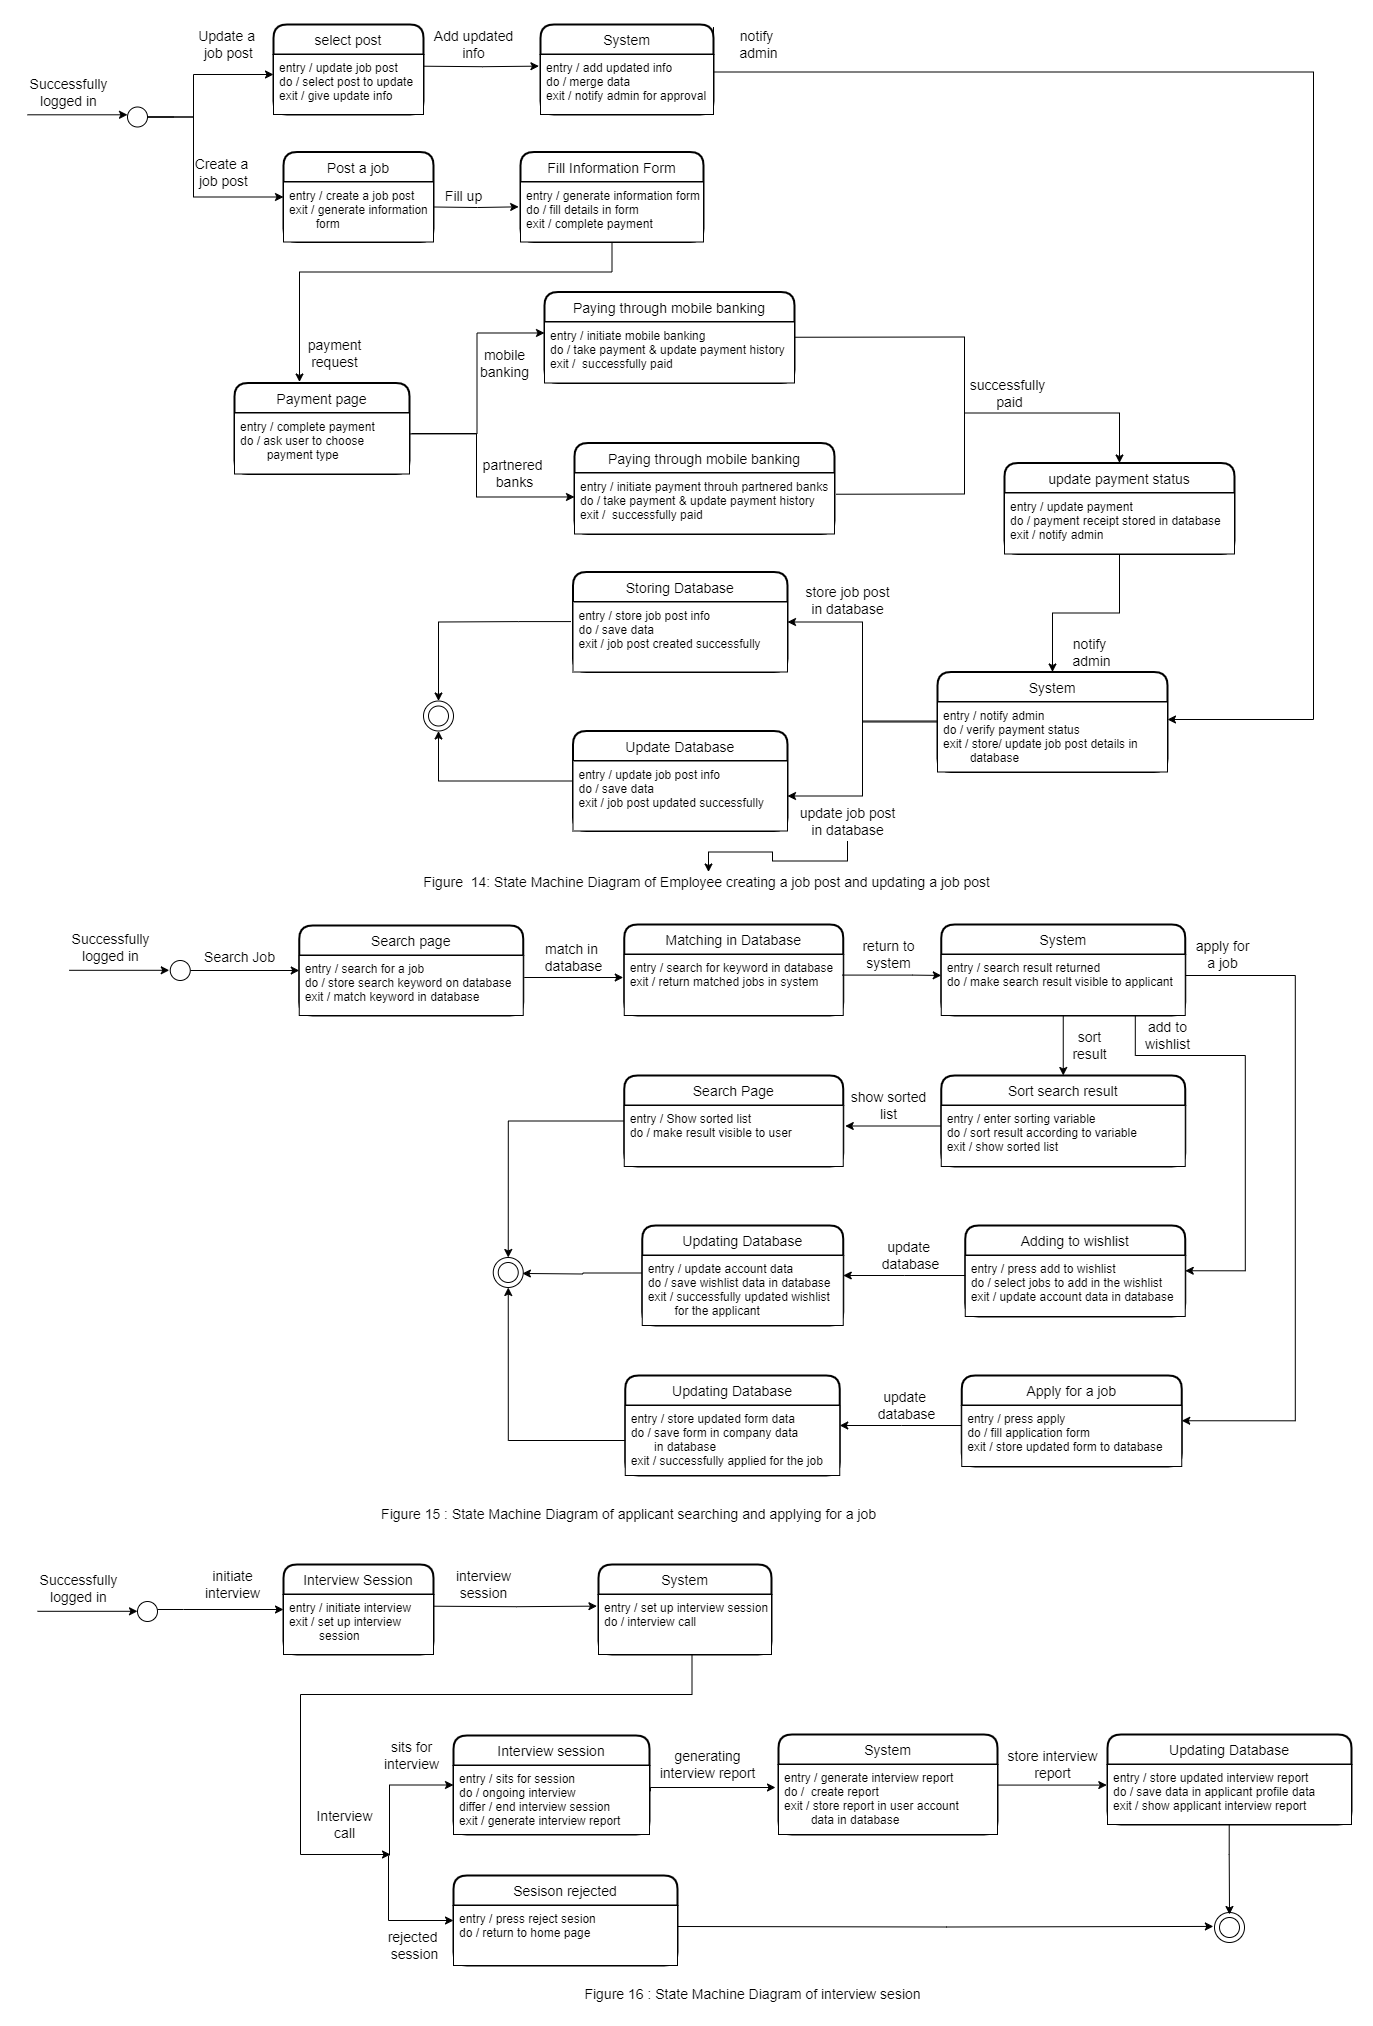 Update a
job post
select post
entry / update job post
do / select post to update
exit / give update info
Add updated
info
System
entry / add updated info
do / merge data
exit / notify admin for approval
notify
admin
Successfully
logged in
Create a
job post
Post a job
entry / create a job post
exit / generate information
form
Fill up
Fill Information Form
entry / generate information form
do / fill details in form
exit / complete payment
payment
request
Payment page
entry / complete payment
do / ask user to choose
payment type
mobile
banking
Paying through mobile banking
entry / initiate mobile banking
do / take payment & update payment history
exit /  successfully paid
partnered
banks
Paying through mobile banking
entry / initiate payment throuh partnered banks
do / take payment & update payment history
exit /  successfully paid
successfully
paid
update payment status
entry / update payment
do / payment receipt stored in database
exit / notify admin
notify
admin
System
entry / notify admin
do / verify payment status
exit / store/ update job post details in
database
store job post
in database
Storing Database
entry / store job post info
do / save data
exit / job post created successfully
Update Database
entry / update job post info
do / save data
exit / job post updated successfully
update job post
in database
Figure  14: State Machine Diagram of Employee creating a job post and updating a job post
Successfully
logged in
Search Job
Search page
entry / search for a job
do / store search keyword on database
exit / match keyword in database
match in
database
Matching in Database
entry / search for keyword in database
exit / return matched jobs in system
return to
system
System
entry / search result returned
do / make search result visible to applicant
apply for
a job
sort
result
add to
wishlist
Search Page
entry / Show sorted list
do / make result visible to user
show sorted
list
Sort search result
entry / enter sorting variable
do / sort result according to variable
exit / show sorted list
Updating Database
entry / update account data
do / save wishlist data in database
exit / successfully updated wishlist
for the applicant
update
database
Adding to wishlist
entry / press add to wishlist
do / select jobs to add in the wishlist
exit / update account data in database
Updating Database
entry / store updated form data
do / save form in company data
in database
exit / successfully applied for the job
update
database
Apply for a job
entry / press apply
do / fill application form
exit / store updated form to database
Figure 15 : State Machine Diagram of applicant searching and applying for a job
Successfully
logged in
initiate
interview
Interview Session
entry / initiate interview
exit / set up interview
session
interview
session
System
entry / set up interview session
do / interview call
Interview
call
sits for
interview
Interview session
entry / sits for session
do / ongoing interview
differ / end interview session
exit / generate interview report
generating
interview report
System
entry / generate interview report
do /  create report
exit / store report in user account
data in database
store interview
report
Updating Database
entry / store updated interview report
do / save data in applicant profile data
exit / show applicant interview report
rejected
session
Sesison rejected
entry / press reject sesion
do / return to home page
Figure 16 : State Machine Diagram of interview sesion